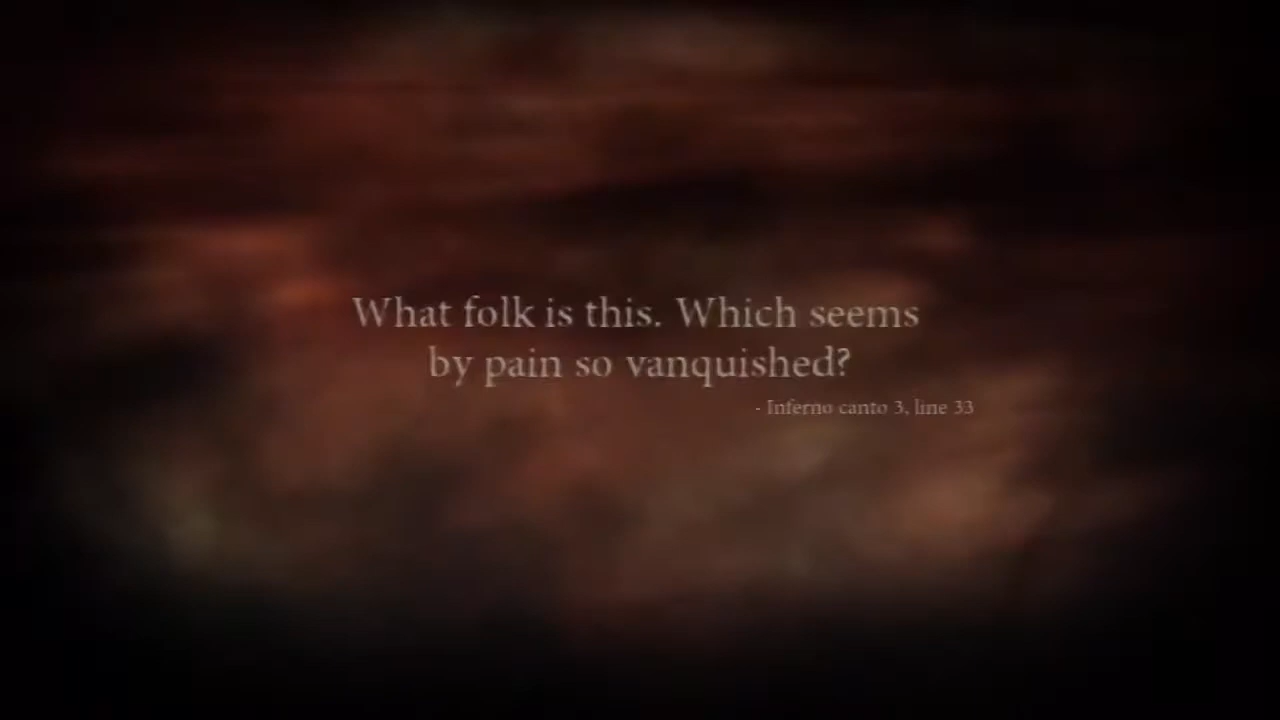 What folk is this. Which seems
by pain so vanquished?
- Inferno canto 3, line 33